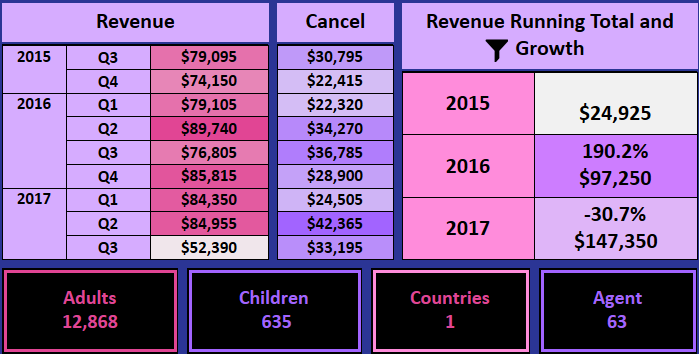 Revenue
Cancel
Revenue Running Total and
Growth
2015 Q3 $79,095 $30,795
Q4 $74,150 $22,415
2016 Q1 $79,105 $22,320
Q2 $89,740 $34,270
Q3 $76,805 $36,785
Q4 $85,815 $28,900
2017 Q1 $84,350 $24,505
Q2 $84,955 $42,365
Q3 $52,390 $33,195
2015
$24,925
2016
190.2%
$97,250
2017
-30.7%
$147,350
Adults
12,868
Children
635
Countries
1
Agent
63